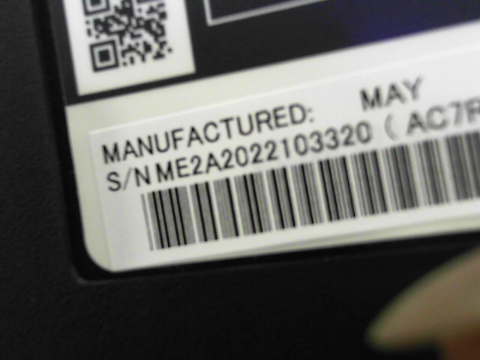 MANUFACTURED: MAY
S/N ME2A2022103320 ( AC7R